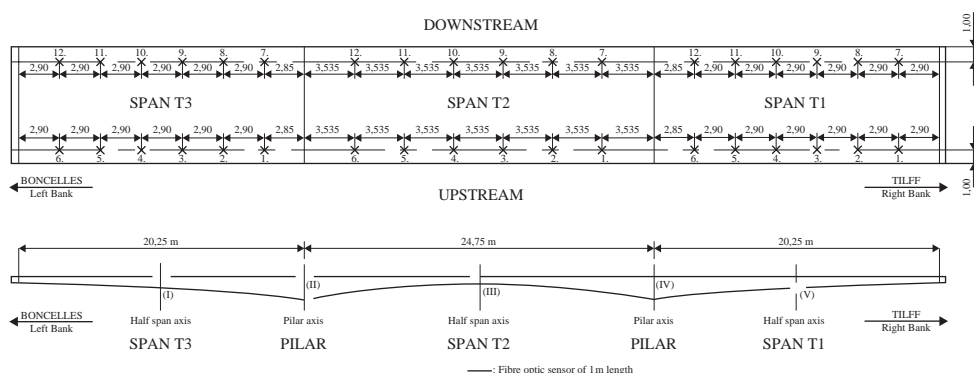 DOWNSTREAM
1,00
12. 11. 10. 9. 8. 7. 12. 11. 10. 9. 8. 7. 12. 11. 10. 9. 8. 7.
2,90 2,90 2,90 2,90 2,90 2,90 2,85 3,535 3,535 3,535 3,535 3,535 3,535 3,535 2,85 2,90 2,90 2,90 2,90 2,90 2,90
SPAN T3 SPAN T2 SPAN T1
2,90 2,90 2,90 2,90 2,90 2,90 2,85 3,535 3,535 3,535 3,535 3,535 3,535 3,535 2,85 2,90 2,90 2,90 2,90 2,90 2,90
6. 5. 4. 3. 2. 1. 6. 5. 4. 3. 2. 1. 6. 5. 4. 3. 2. 1.
BONCELLES UPSTREAM TILFF
Left Bank Right Bank
1,00
20,25 m 24,75 m 20,25 m
(I) (II) (III) (IV) (V)
BONCELLES TILFF
Left Bank Half span axis Pilar axis Half span axis Pilar axis Half span axis Right Bank
SPAN T3 PILAR SPAN T2 PILAR SPAN T1
: Fibre optic sensor of 1m length